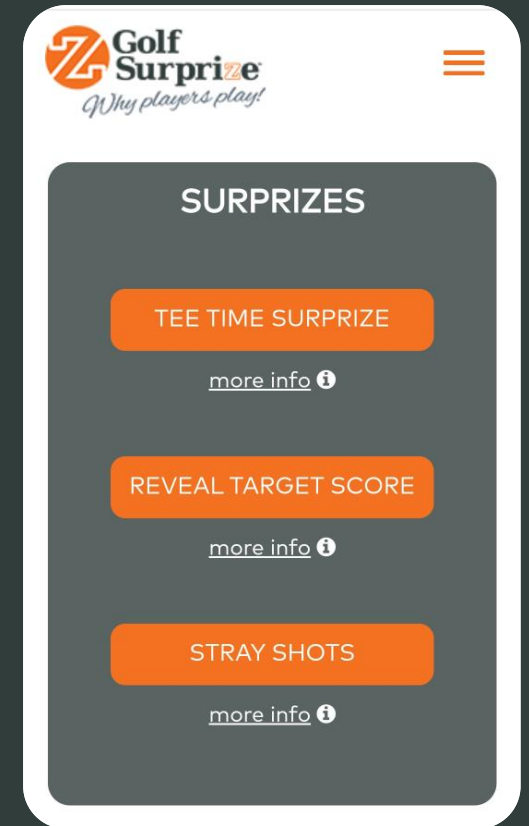 Golf
Surprize
Why players play!
SURPRIZES
TEE TIME SURPRIZE
more info
REVEAL TARGET SCORE
more info
STRAY SHOTS
more info